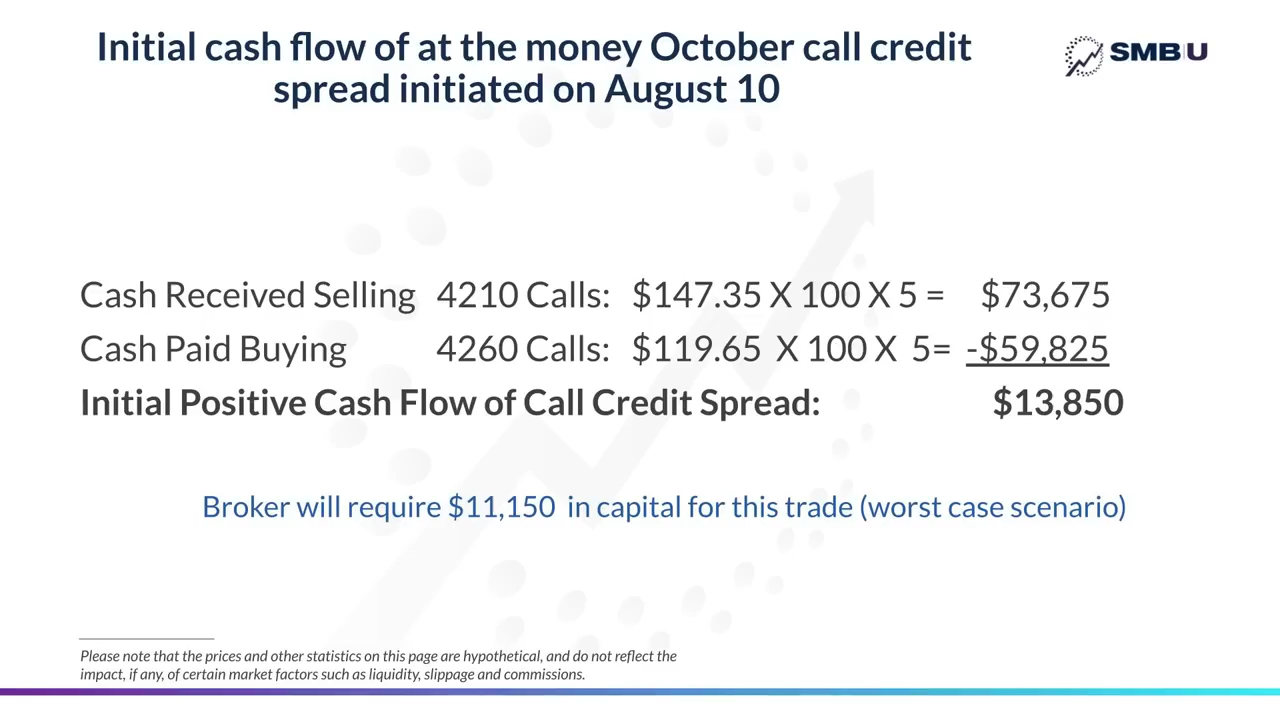 Initial cash flow of at the money October call credit
spread initiated on August 10
SMBU
Cash Received Selling 4210 Calls: $147.35 X 100 X 5 = $73,675
Cash Paid Buying 4260 Calls: $119.65 X 100 X 5= -$59,825
Initial Positive Cash Flow of Call Credit Spread: $13,850
Broker will require $11,150 in capital for this trade (worst case scenario)
Please note that the prices and other statistics on this page are hypothetical, and do not reflect the
impact, if any, of certain market factors such as liquidity, slippage and commissions.